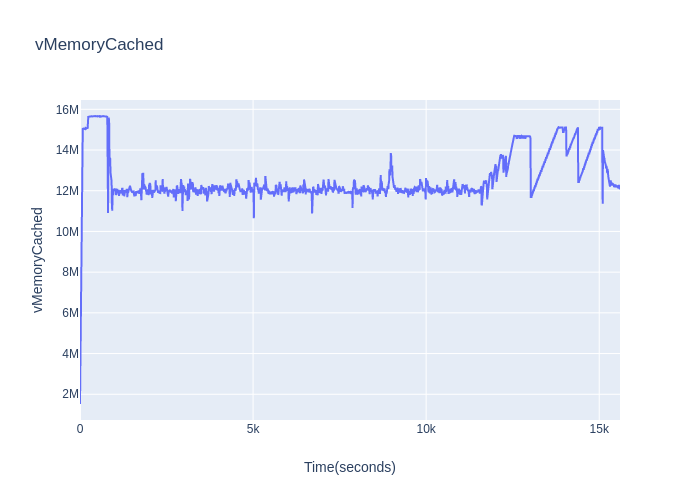 vMemoryCached
16M
14M
12M
10M
8M
6M
4M
2M
vMemoryCached
0
5k
10k
15k
Time(seconds)